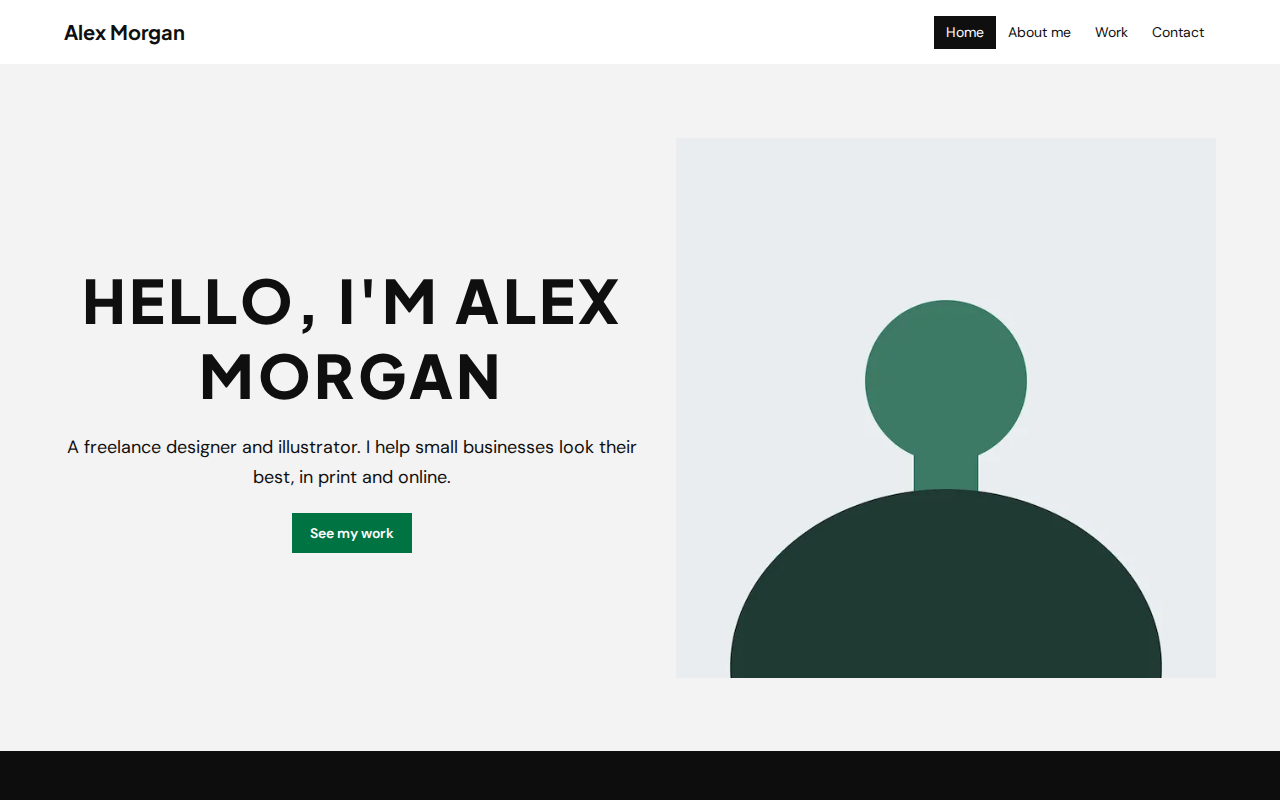 Alex Morgan
Home About me Work Contact
HELLO, I'M ALEX
MORGAN
A freelance designer and illustrator. I help small businesses look their
best, in print and online.
See my work